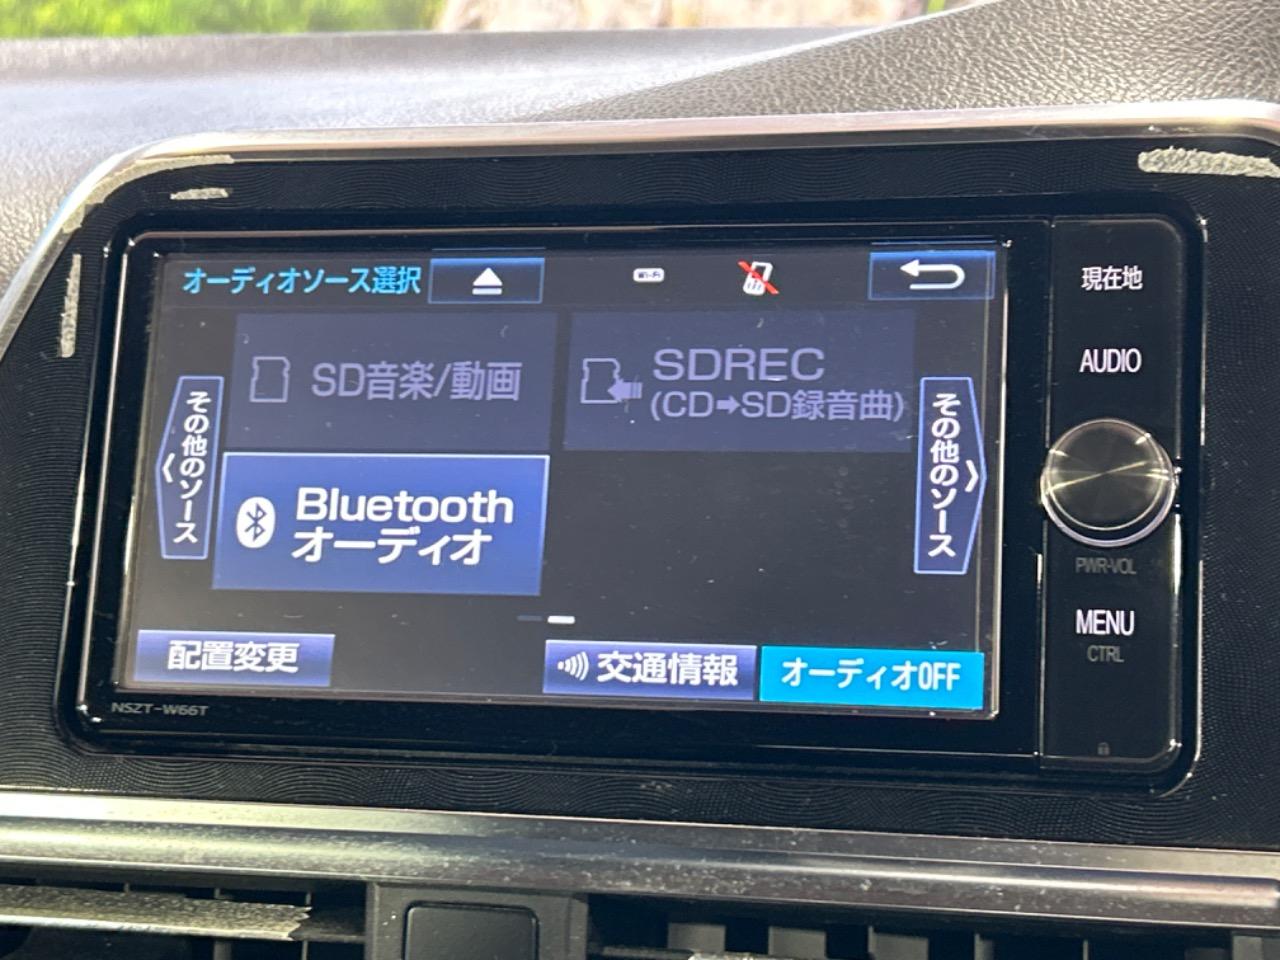 オーディオソース選択
Wi-Fi
現在地
SD音楽/動画
SDREC
(CD➡SD録音曲)
AUDIO
その他のソース
その他のソース
Bluetooth
オーディオ
PWR·VOL
MENU
CTRL
配置変更
交通情報
オーディオOFF
NSZT-W66T